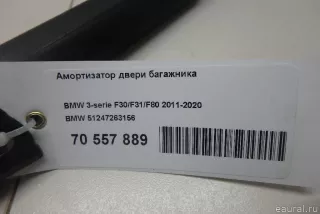 Амортизатор двери багажника
BMW 3-serie F30/F31/F80 2011-2020
BMW 51247263156
70 557 889
© eaural.ru